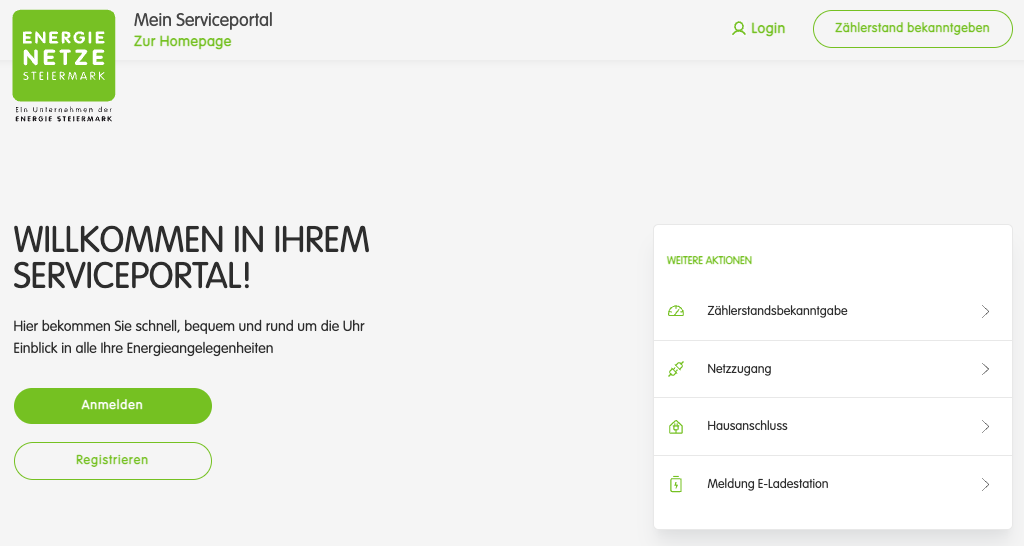 ENERGIE
NETZE
STEIERMARK
Ein Unternehmen der
ENERGIE STEIERMARK
Mein Serviceportal
Zur Homepage
Login
Zählerstand bekanntgeben
WILLKOMMEN IN IHREM
SERVICEPORTAL!
Hier bekommen Sie schnell, bequem und rund um die Uhr
Einblick in alle Ihre Energieangelegenheiten
Anmelden
Registrieren
WEITERE AKTIONEN
Zählerstandsbekanntgabe
Netzzugang
Hausanschluss
Meldung E-Ladestation